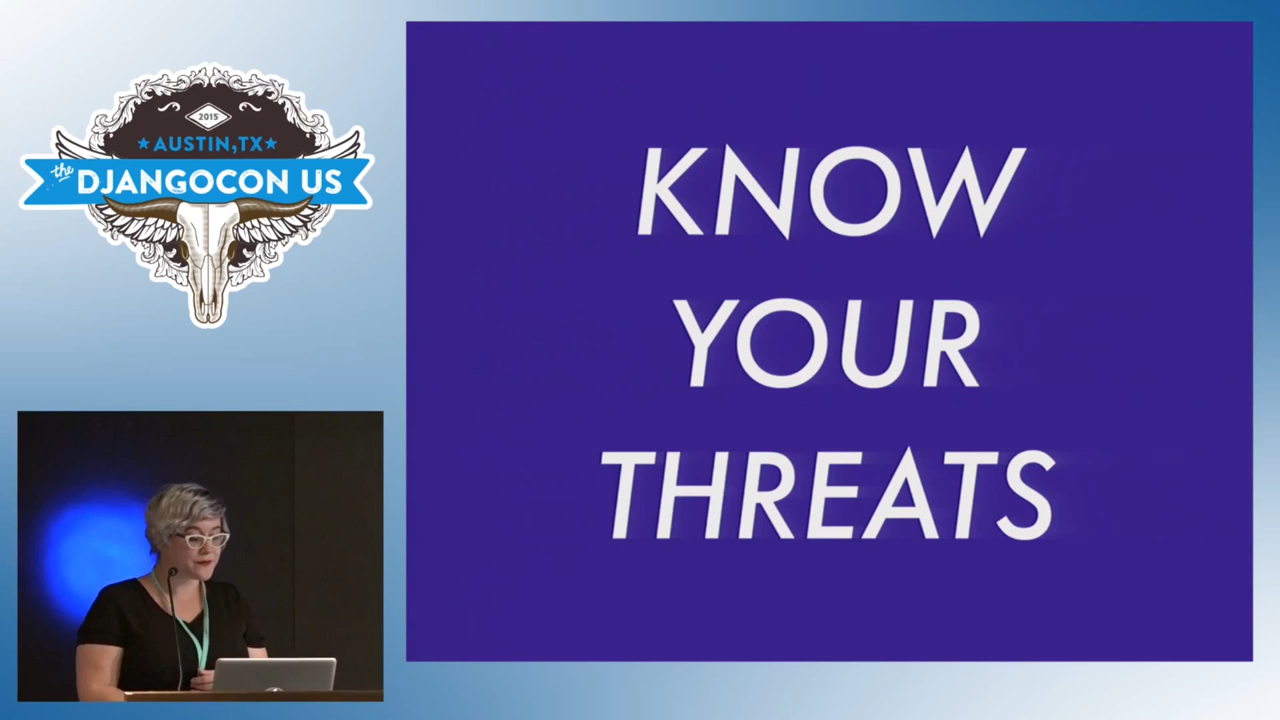 2015
AUSTIN,TX
the DJANGOCON US
KNOW
YOUR
THREATS